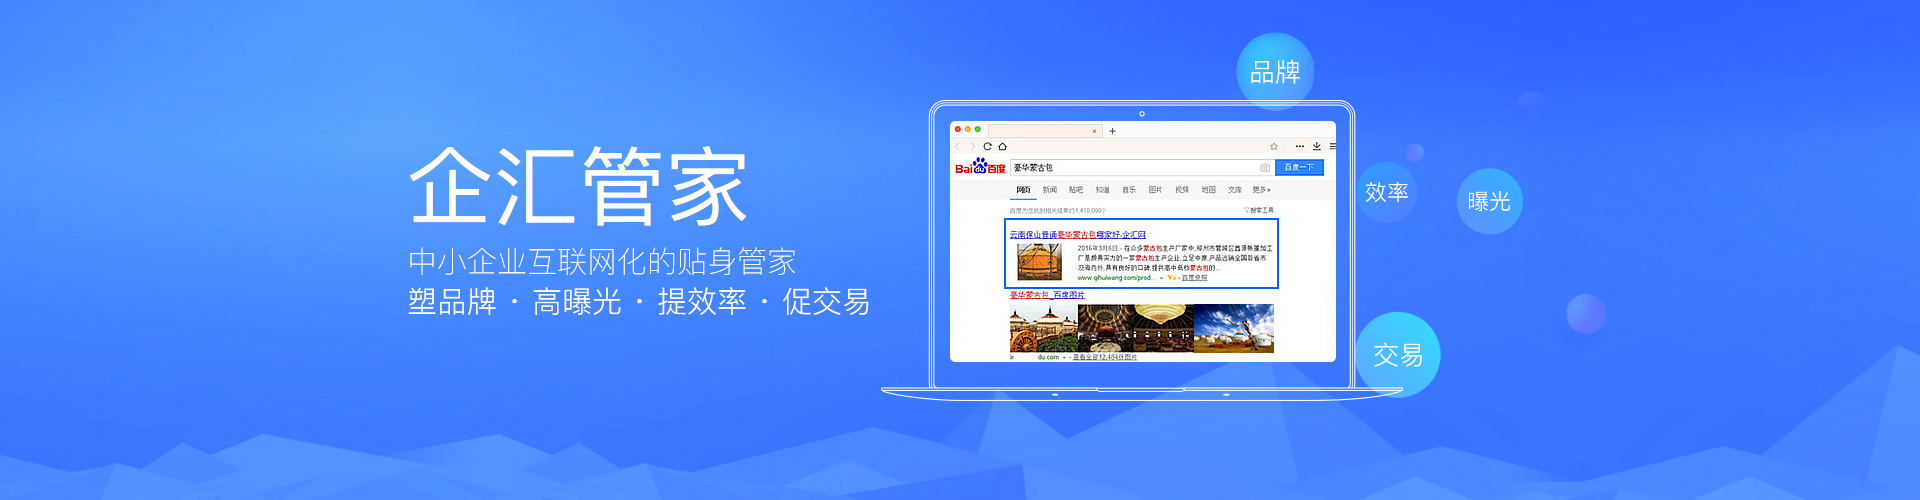 企汇管家
中小企业互联网化的贴身管家
塑品牌 · 高曝光 · 提效率 · 促交易
品牌
效率
曝光
交易
Bai du 百度
豪华蒙古包
百度一下
网页 新闻 贴吧 知道 音乐 图片 视频 地图 文库 更多»
百度为您找到相关结果约1,410,000个
搜索工具
云南保山普通豪华蒙古包哪家好-企汇网
2016年3月6日 - 在众多蒙古包生产厂家中,郑州市管城区鑫源帐篷加工
厂是颇具实力的一家蒙古包生产企业,立足中原,产品远销全国各省市
及海内外,具有良好的口碑,提供高中低档蒙古包的...
www.qihuiwang.com/prod... - V3 - 百度快照
豪华蒙古包_百度图片
du.com - 查看全部12,484张图片